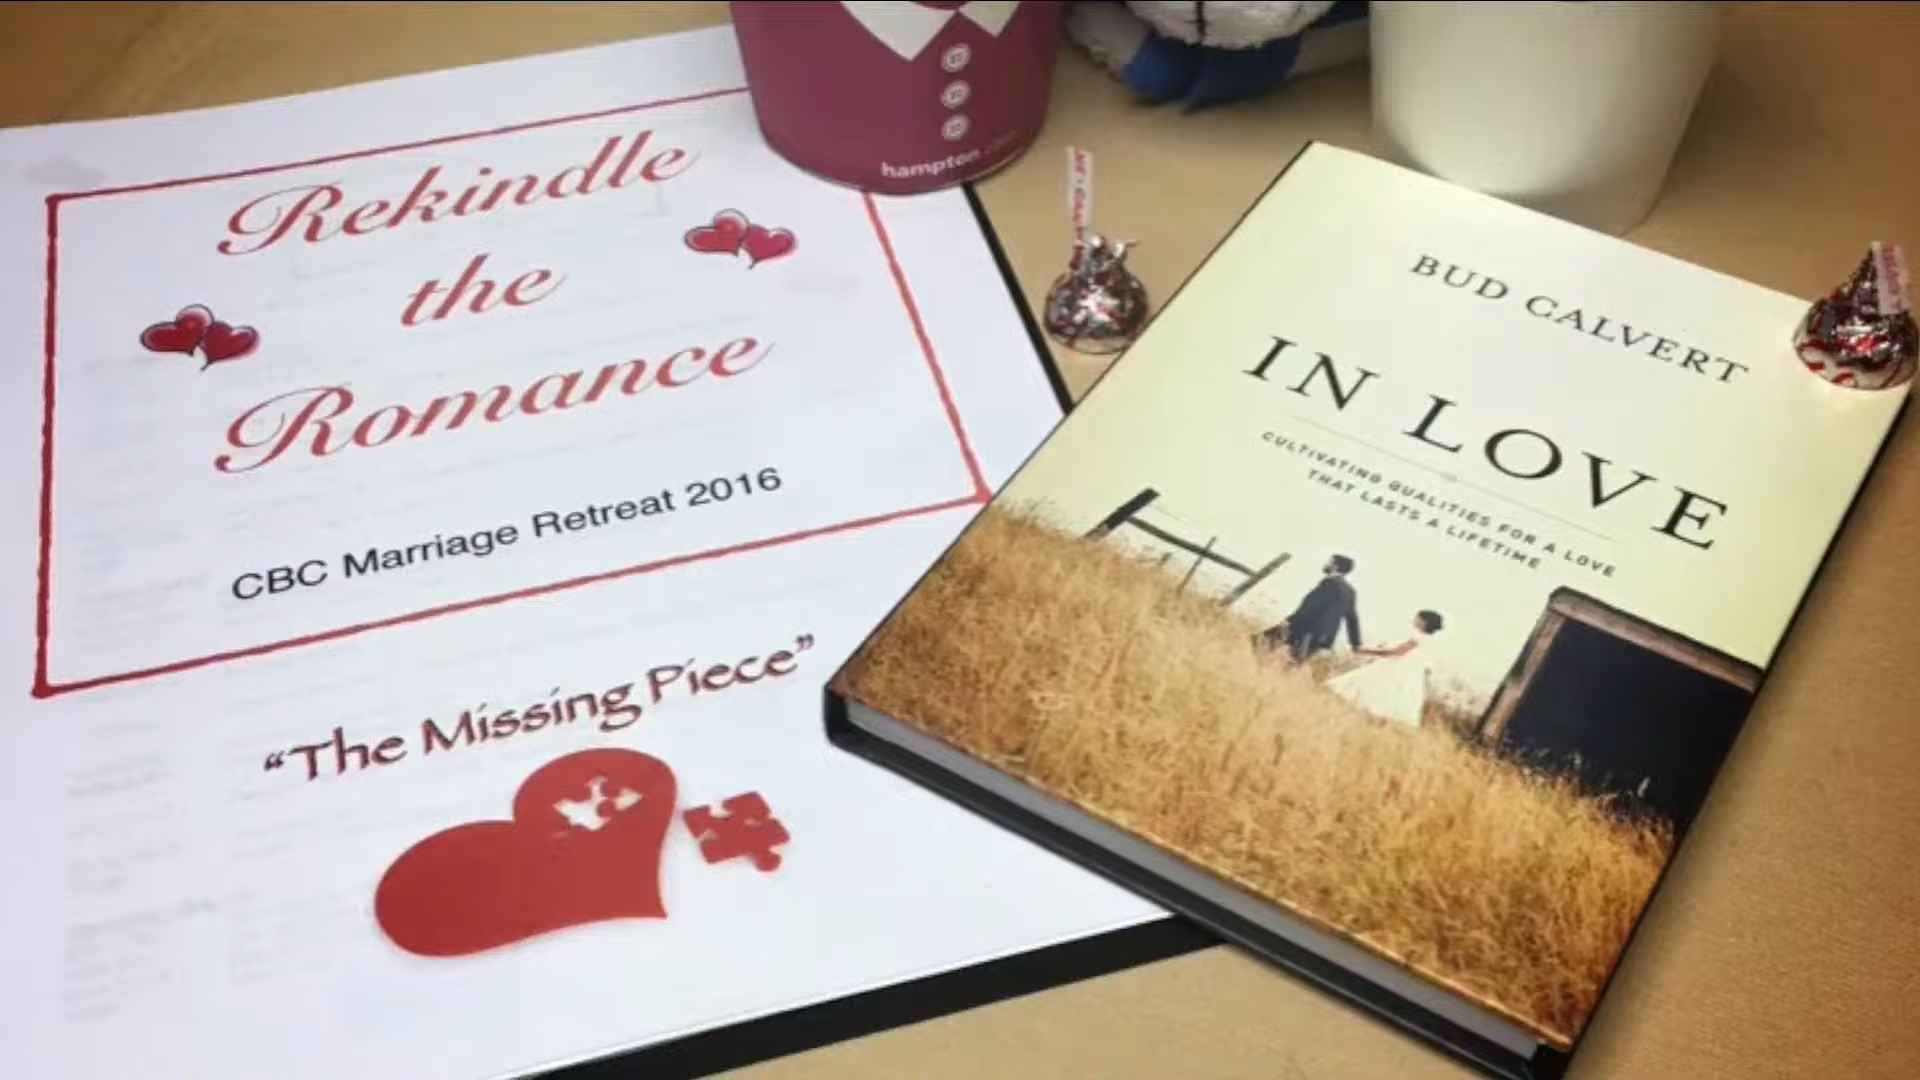 Rekindle
the
Romance
CBC Marriage Retreat 2016
“The Missing Piece”
hampton
BUD CALVERT
IN LOVE
CULTIVATING QUALITIES FOR A LOVE
THAT LASTS A LIFETIME